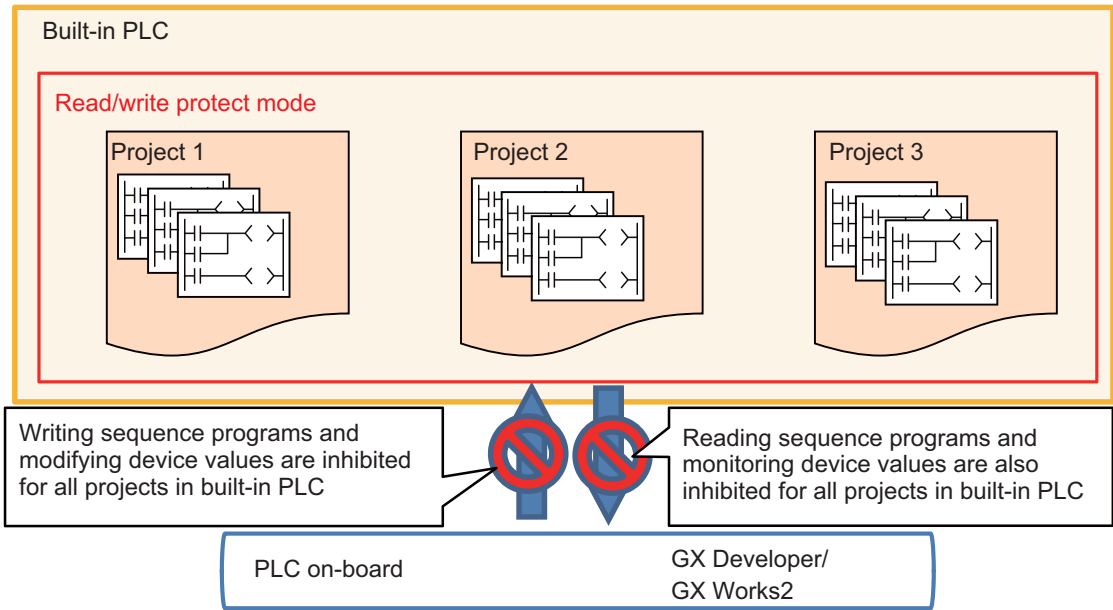 Built-in PLC
Read/write protect mode
Project 1
Project 2
Project 3
Writing sequence programs and
modifying device values are inhibited
for all projects in built-in PLC
Reading sequence programs and
monitoring device values are also
inhibited for all projects in built-in PLC
PLC on-board
GX Developer/
GX Works2